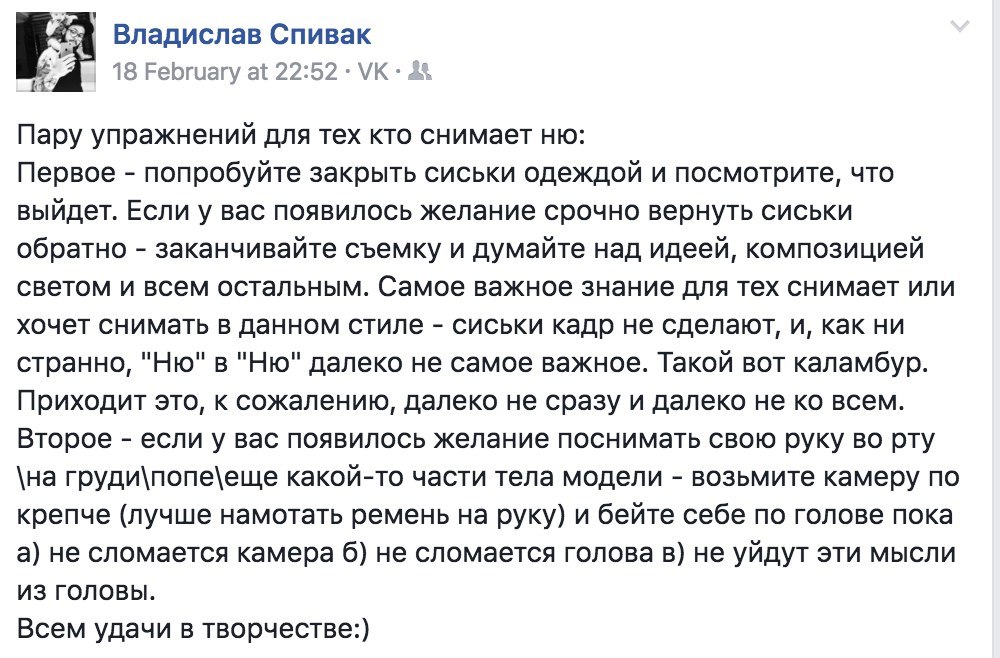 Владислав Спивак
18 February at 22:52 · VK ·
Пару упражнений для тех кто снимает ню:
Первое - попробуйте закрыть сиськи одеждой и посмотрите, что
выйдет. Если у вас появилось желание срочно вернуть сиськи
обратно - заканчивайте съемку и думайте над идеей, композицией
светом и всем остальным. Самое важное знание для тех снимает или
хочет снимать в данном стиле - сиськи кадр не сделают, и, как ни
странно, "Ню" в "Ню" далеко не самое важное. Такой вот каламбур.
Приходит это, к сожалению, далеко не сразу и далеко не ко всем.
Второе - если у вас появилось желание поснимать свою руку во рту
\на груди\попе\еще какой-то части тела модели - возьмите камеру по
крепче (лучше намотать ремень на руку) и бейте себе по голове пока
а) не сломается камера б) не сломается голова в) не уйдут эти мысли
из головы.
Всем удачи в творчестве:)